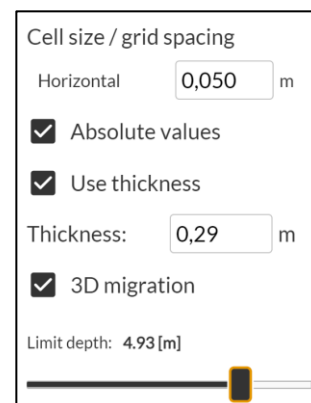 Cell size / grid spacing
Horizontal 0,050 m
Absolute values
Use thickness
Thickness: 0,29 m
3D migration
Limit depth: 4.93 [m]